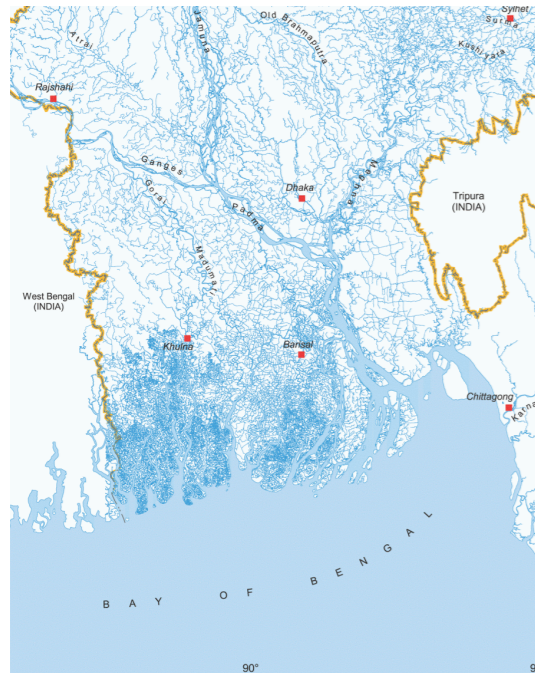 Sylhet
Surma
Old Brahmaputra
Jamuna
Kushiyara
Atrai
Rajshahi
Meghna
Ganges
Dhaka
Gorai
Tripura
(INDIA)
Padma
Madumati
West Bengal
(INDIA)
Khulna
Barisal
Chittagong
Karna
BAY OF BENGAL
90°
9